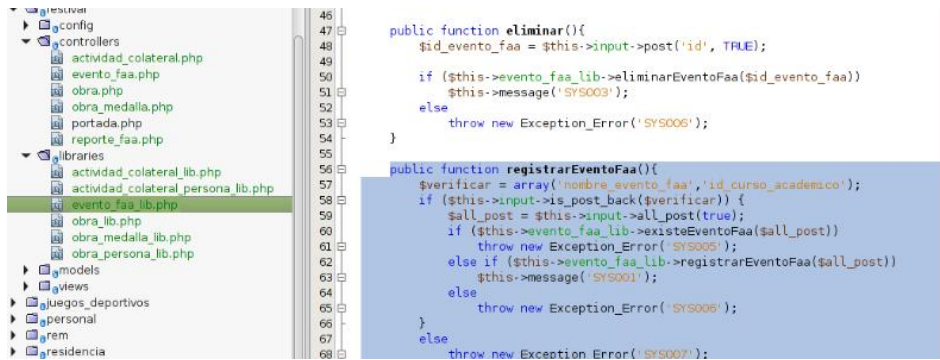 festival
config
controllers
actividad_colateral.php
evento_faa.php
obra.php
obra_medalla.php
portada.php
reporte_faa.php
libraries
actividad_colateral_lib.php
actividad_colateral_persona_lib.php
evento_faa_lib.php
obra_lib.php
obra_medalla_lib.php
obra_persona_lib.php
models
views
juegos_deportivos
personal
rem
residencia
46
47 public function eliminar(){
48 $id_evento_faa = $this->input->post('id', TRUE);
49
50 if ($this->evento_faa_lib->eliminarEventoFaa($id_evento_faa))
51 $this->message('SYS003');
52 else
53 throw new Exception_Error('SYS006');
54 }
55
56 public function registrarEventoFaa(){
57 $verificar = array('nombre_evento_faa','id_curso_academico');
58 if ($this->input->is_post_back($verificar)) {
59 $all_post = $this->input->all_post(true);
60 if ($this->evento_faa_lib->existeEventoFaa($all_post))
61 throw new Exception_Error('SYS005');
62 else if ($this->evento_faa_lib->registrarEventoFaa($all_post))
63 $this->message('SYS001');
64 else
65 throw new Exception_Error('SYS006');
66 }
67 else
68 throw new Exception_Error('SYS007');